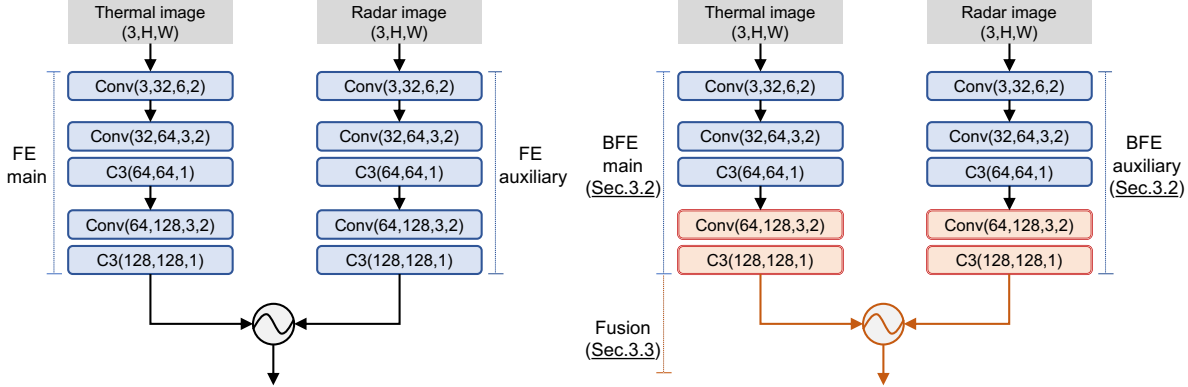 Thermal image
(3,H,W)
Radar image
(3,H,W)
FE
main
Conv(3,32,6,2)
Conv(32,64,3,2)
C3(64,64,1)
Conv(64,128,3,2)
C3(128,128,1)
Conv(3,32,6,2)
Conv(32,64,3,2)
C3(64,64,1)
Conv(64,128,3,2)
C3(128,128,1)
FE
auxiliary
Thermal image
(3,H,W)
Radar image
(3,H,W)
BFE
main
(Sec.3.2)
Conv(3,32,6,2)
Conv(32,64,3,2)
C3(64,64,1)
Conv(64,128,3,2)
C3(128,128,1)
Conv(3,32,6,2)
Conv(32,64,3,2)
C3(64,64,1)
Conv(64,128,3,2)
C3(128,128,1)
BFE
auxiliary
(Sec.3.2)
Fusion
(Sec.3.3)